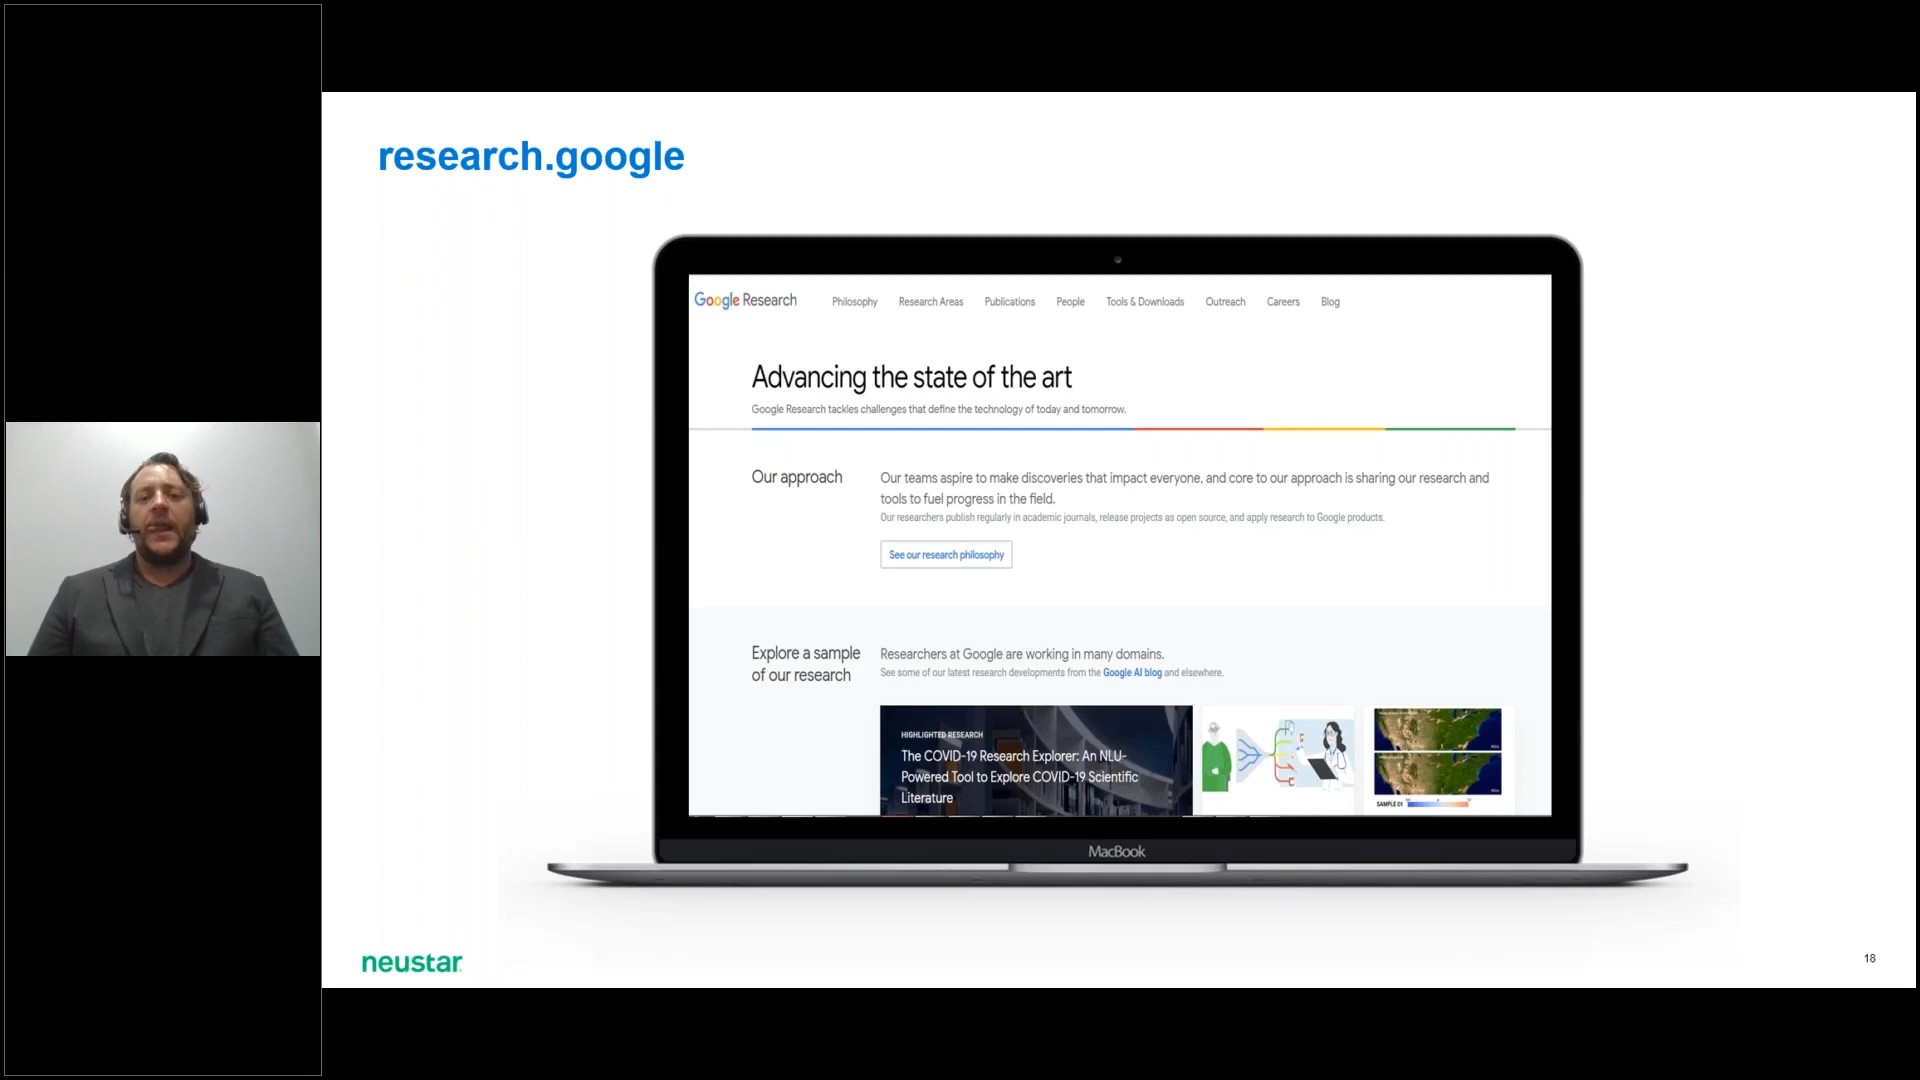 research.google
Google Research
Philosophy
Research Areas
Publications
People
Tools & Downloads
Outreach
Careers
Blog
Advancing the state of the art
Google Research tackles challenges that define the technology of today and tomorrow.
Our approach
Our teams aspire to make discoveries that impact everyone, and core to our approach is sharing our research and
tools to fuel progress in the field.
Our researchers publish regularly in academic journals, release projects as open source, and apply research to Google products.
See our research philosophy
Explore a sample
of our research
Researchers at Google are working in many domains.
See some of our latest research developments from the Google AI blog and elsewhere.
HIGHLIGHTED RESEARCH
The COVID-19 Research Explorer: An NLU-
Powered Tool to Explore COVID-19 Scientific
Literature
SAMPLE 01
MacBook
neustar
18